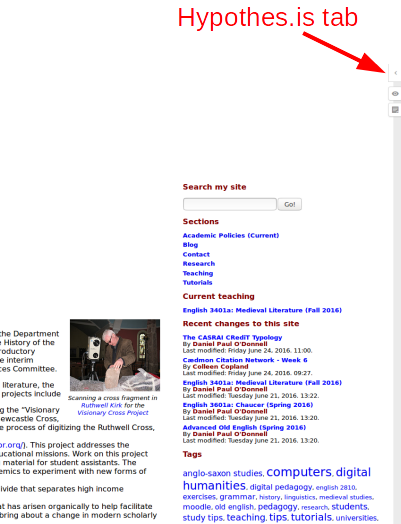 Hypothes.is tab
Search my site
Go!
Sections
Academic Policies (Current)
Blog
Contact
Research
Teaching
Tutorials
Current teaching
English 3401a: Medieval Literature (Fall 2016)
Recent changes to this site
The CASRAI CRediT Typology
By Daniel Paul O'Donnell
Last modified: Friday June 24, 2016. 11:00.
Cædmon Citation Network - Week 6
By Colleen Copland
Last modified: Friday June 24, 2016. 09:27.
English 3401a: Medieval Literature (Fall 2016)
By Daniel Paul O'Donnell
Last modified: Tuesday June 21, 2016. 13:22.
English 3601a: Chaucer (Spring 2016)
By Daniel Paul O'Donnell
Last modified: Tuesday June 21, 2016. 13:20.
Advanced Old English (Spring 2016)
By Daniel Paul O'Donnell
Last modified: Tuesday June 21, 2016. 13:20.
Tags
anglo-saxon studies, computers, digital
humanities, digital pedagogy, english 2810,
exercises, grammar, history, linguistics, medieval studies,
moodle, old english, pedagogy, research, students,
study tips, teaching, tips, tutorials, universities,
the Department
History of the
roductory
e interim
ces Committee.
literature, the
projects include
ng the "Visionary
ewcastle Cross,
e process of digitizing the Ruthwell Cross,
or.org/). This project addresses the
ucational missions. Work on this project
material for student assistants. The
emics to experiment with new forms of
ivide that separates high income
at has arisen organically to help facilitate
bring about a change in modern scholarly
Scanning a cross fragment in
Ruthwell Kirk for the
Visionary Cross Project